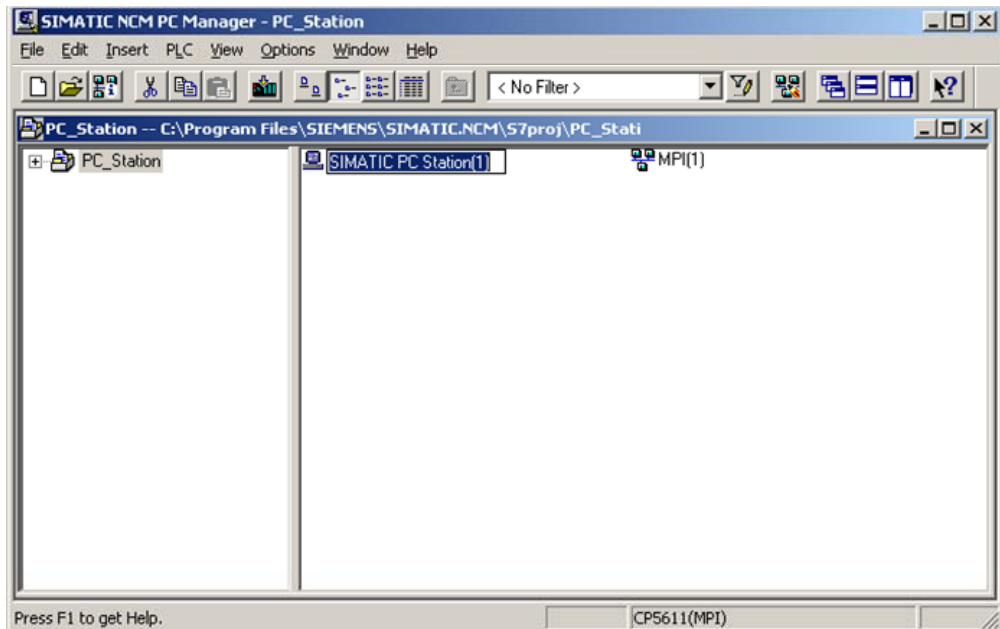 SIMATIC NCM PC Manager - PC_Station
File Edit Insert PLC View Options Window Help
< No Filter >
PC_Station -- C:\Program Files\SIEMENS\SIMATIC.NCM\S7proj\PC_Stati
PC_Station
SIMATIC PC Station(1)
MPI(1)
Press F1 to get Help.
CP5611(MPI)